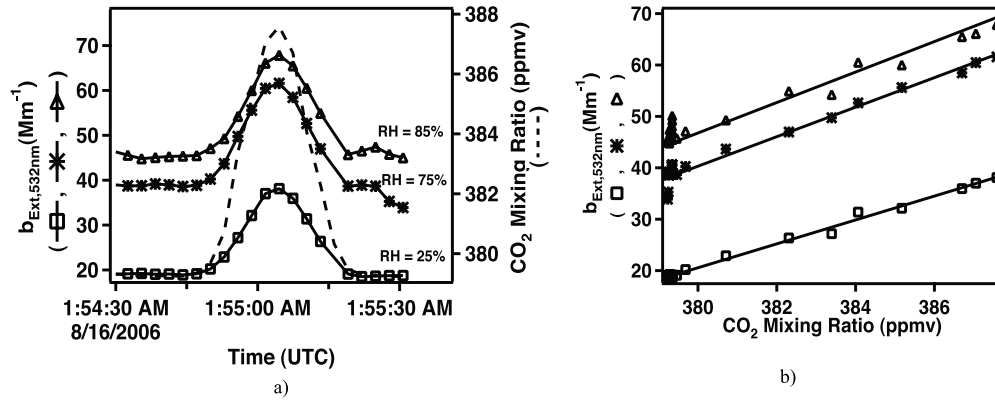 a)
b_Ext,532nm(Mm⁻¹)
( , , )
70
60
50
40
30
20
RH = 85%
RH = 75%
RH = 25%
388
386
384
382
380
CO₂ Mixing Ratio (ppmv)
(----)
1:54:30 AM 1:55:00 AM 1:55:30 AM
8/16/2006
Time (UTC)
a)
b)
b_Ext,532nm(Mm⁻¹)
( , , )
70
60
50
40
30
20
380 382 384 386
CO₂ Mixing Ratio (ppmv)
b)